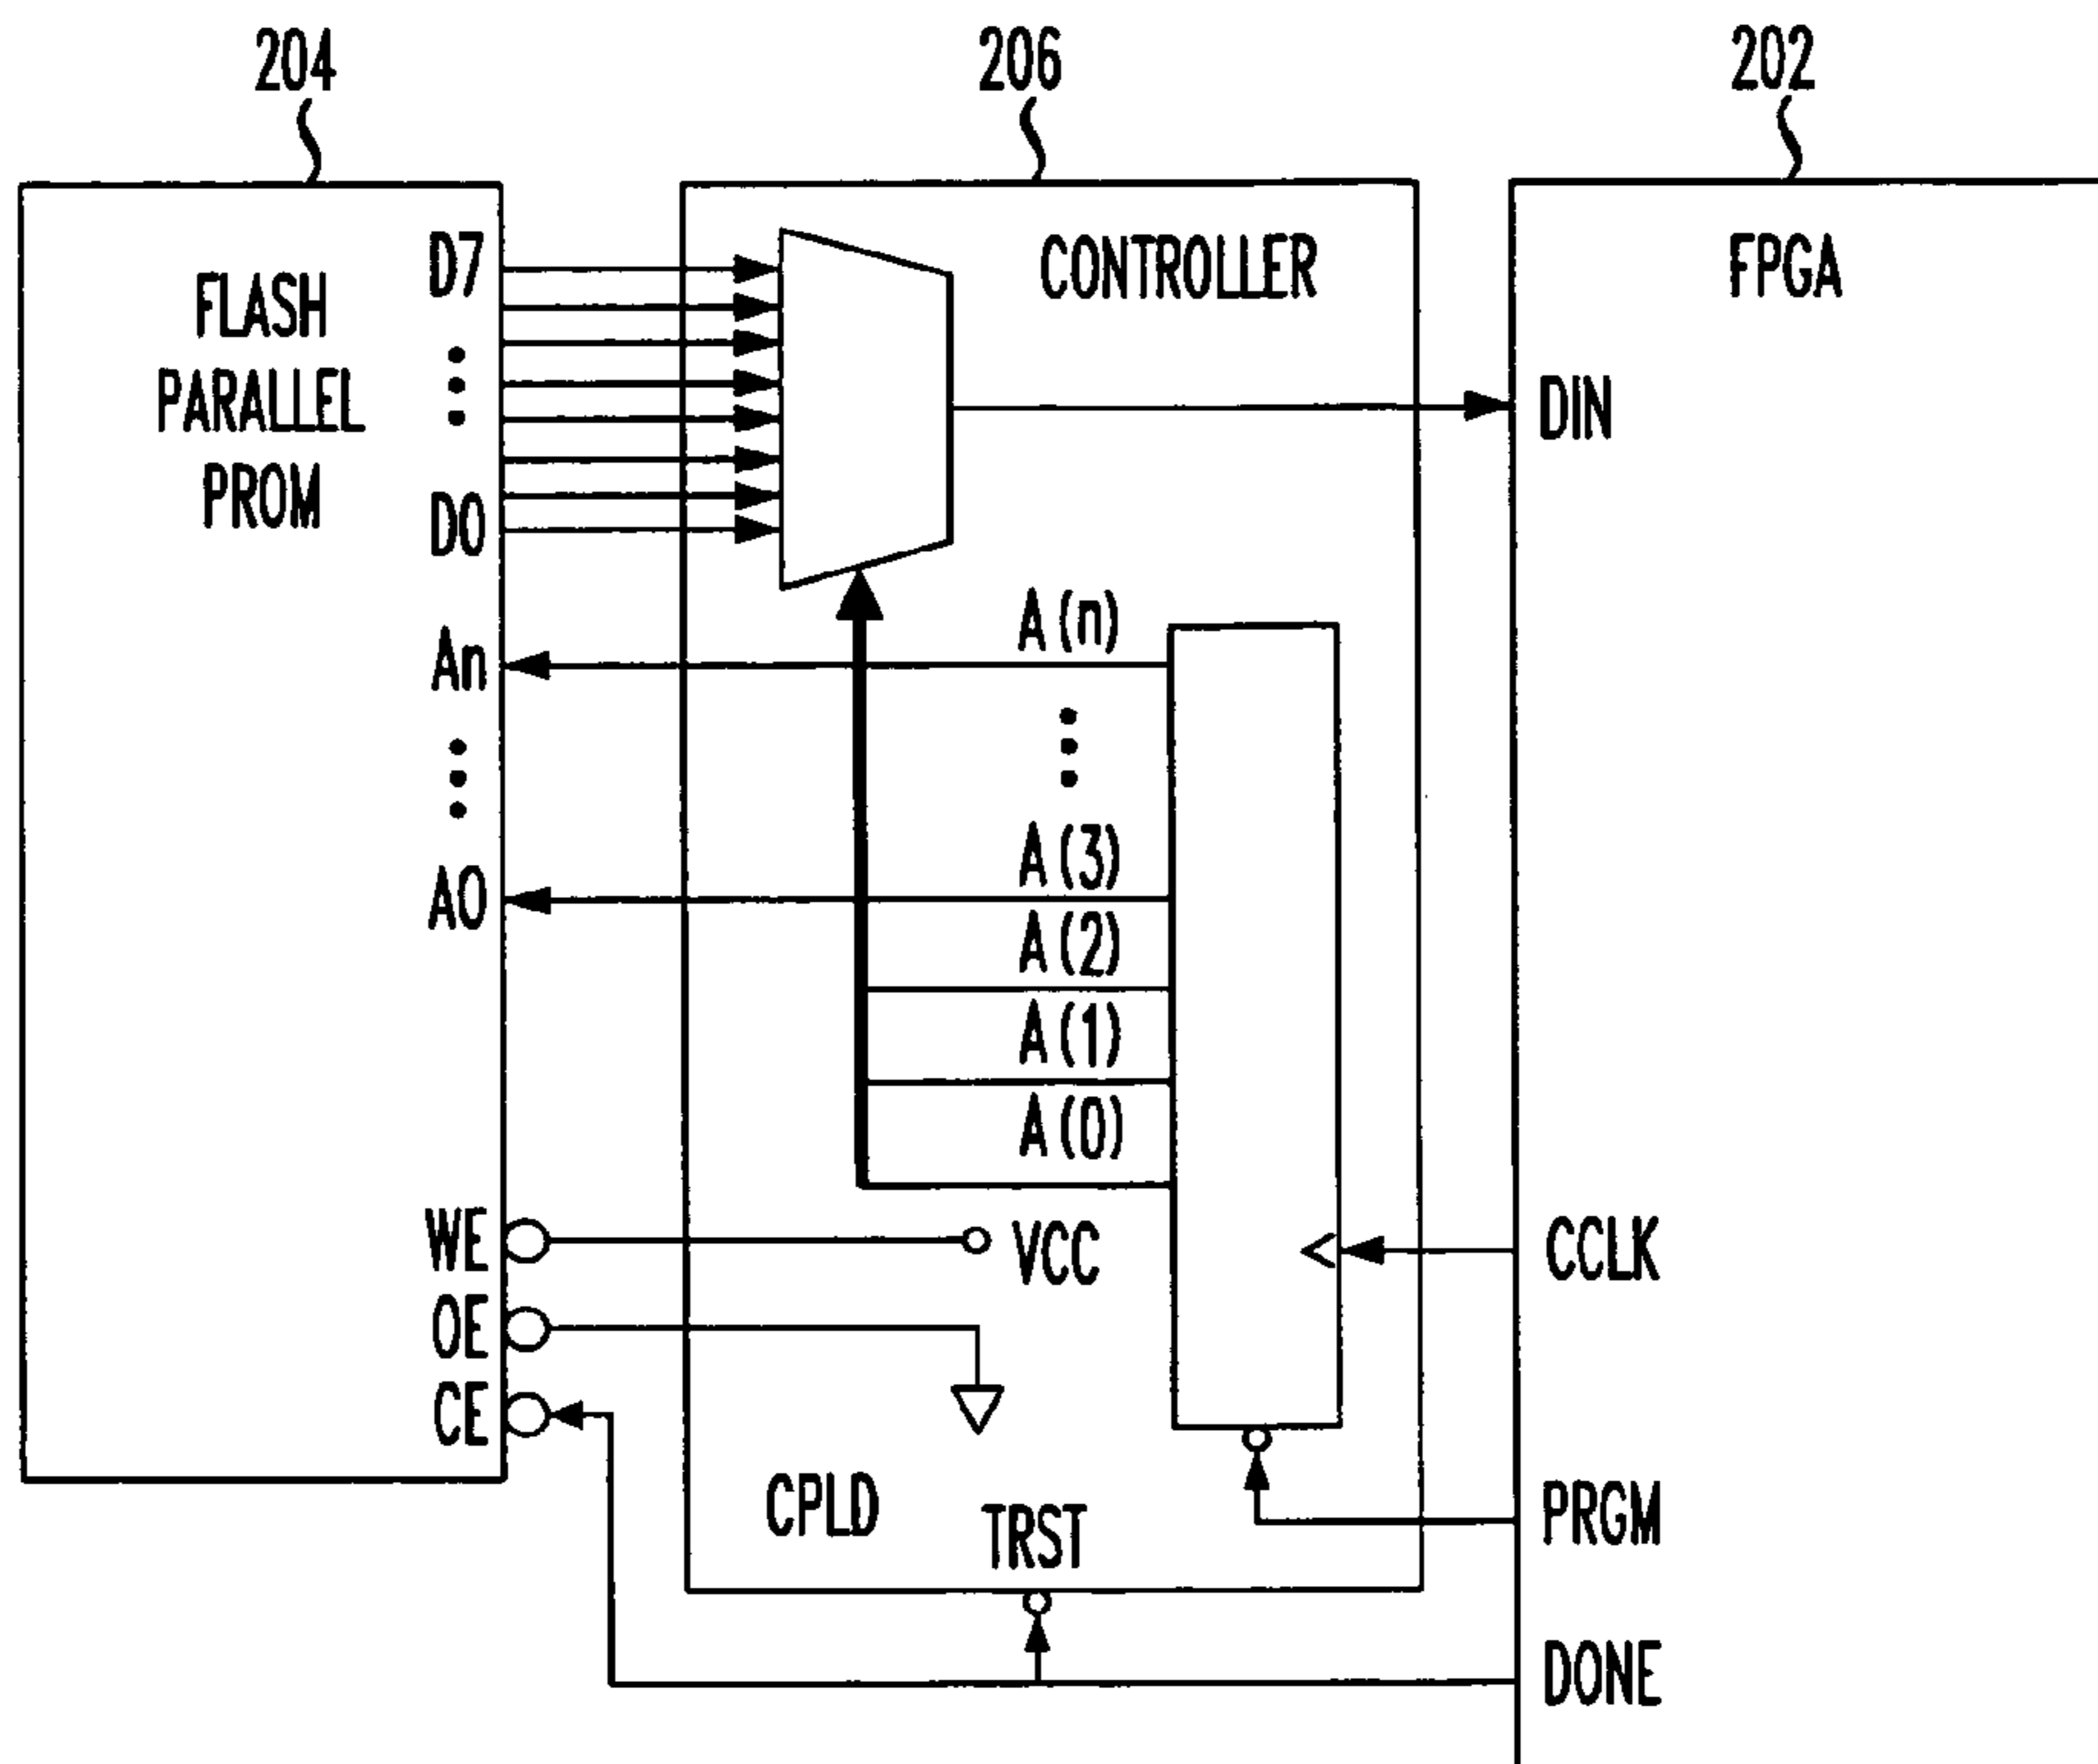 204
206
202
FLASH
PARALLEL
PROM
D7
D0
An
A0
WE
OE
CE
CONTROLLER
A(n)
A(3)
A(2)
A(1)
A(0)
VCC
CPLD
TRST
FPGA
DIN
CCLK
PRGM
DONE